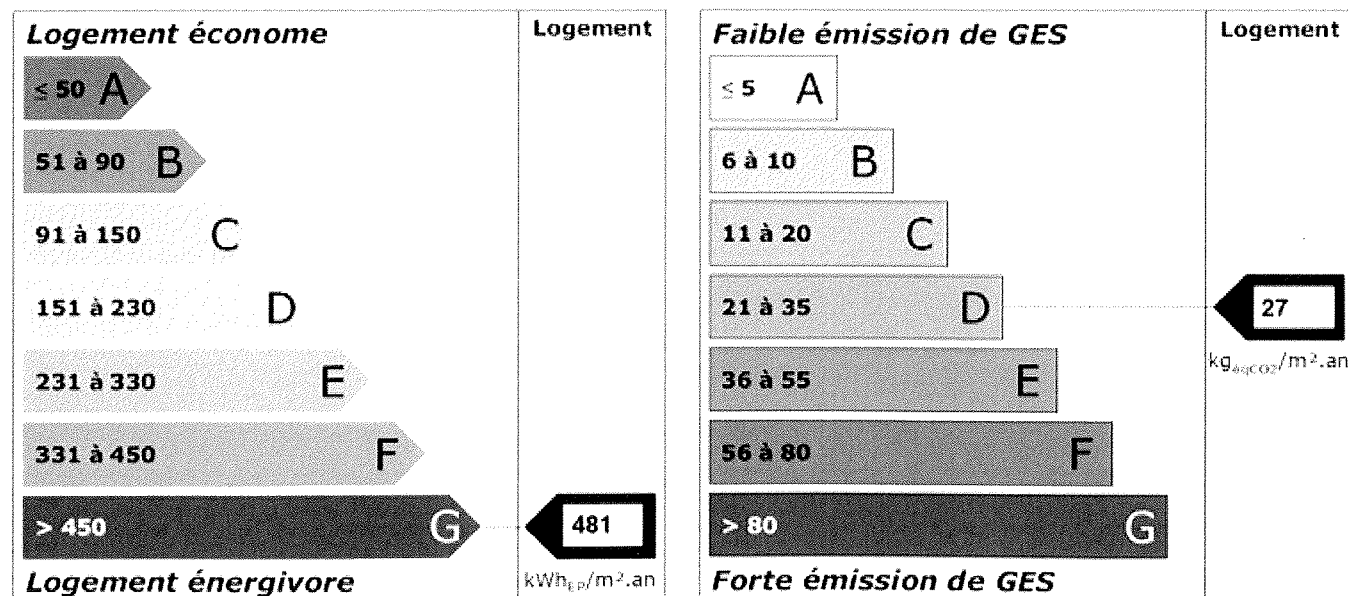 Logement économe
Logement
≤ 50 A
51 à 90 B
91 à 150 C
151 à 230 D
231 à 330 E
331 à 450 F
> 450 G
481
kWhEP/m².an
Logement énergivore
Faible émission de GES
Logement
≤ 5 A
6 à 10 B
11 à 20 C
21 à 35 D
27
kgéqCO2/m².an
36 à 55 E
56 à 80 F
> 80 G
Forte émission de GES